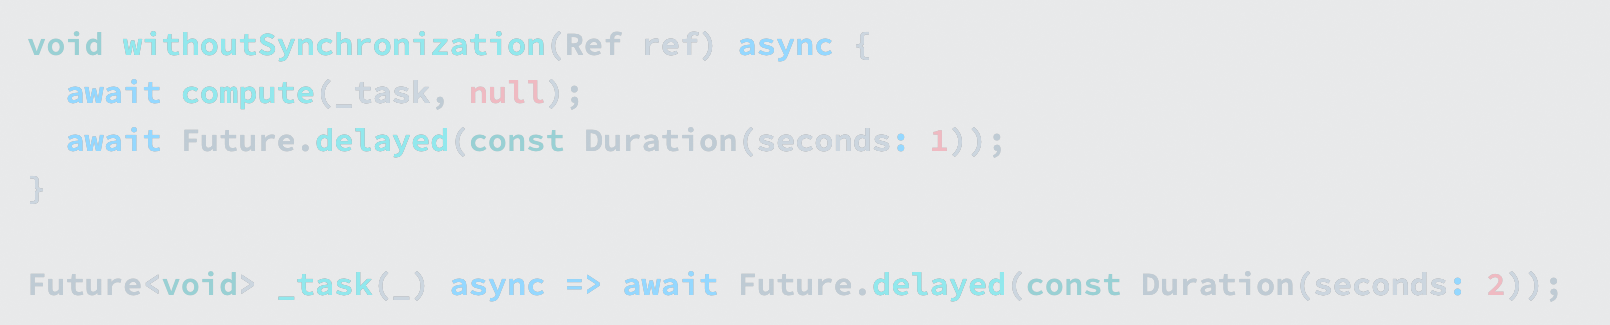 void withoutSynchronization(Ref ref) async {
  await compute(_task, null);
  await Future.delayed(const Duration(seconds: 1));
}

Future<void> _task(_) async => await Future.delayed(const Duration(seconds: 2));